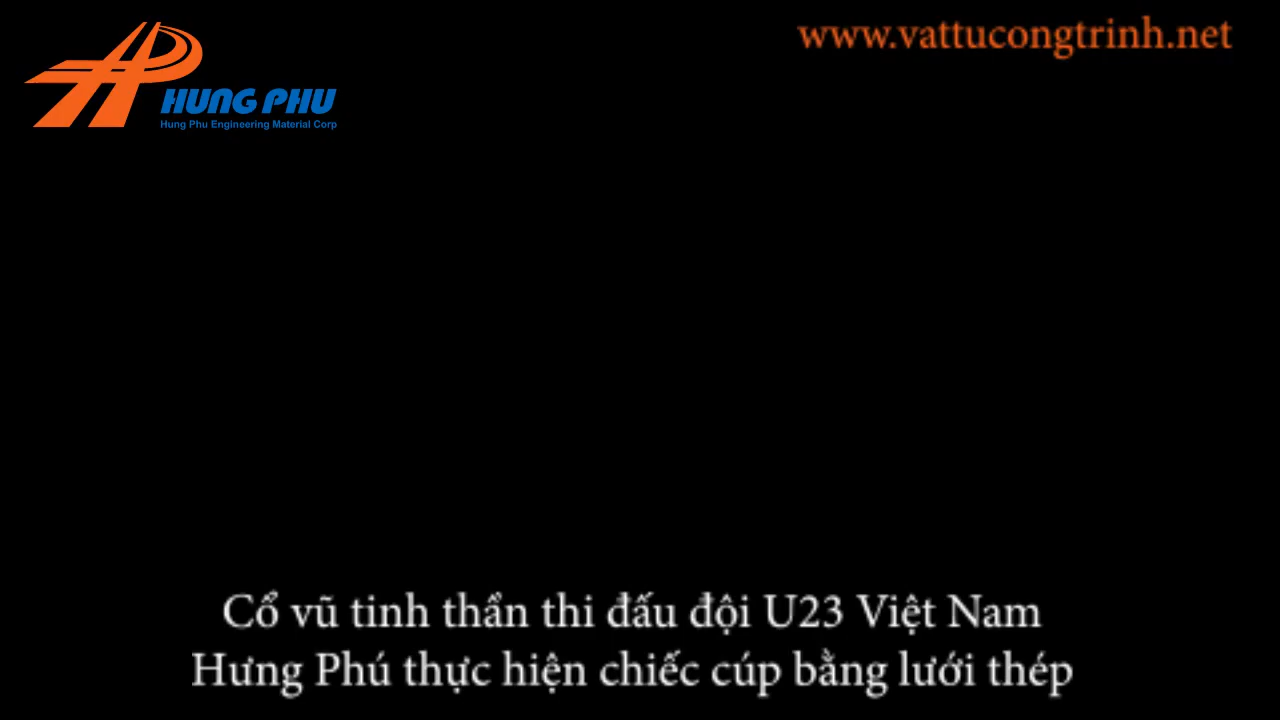 www.vattucongtrinh.net
HUNG PHU
Hung Phu Engineering Material Corp
Cổ vũ tinh thần thi đấu đội U23 Việt Nam
Hưng Phú thực hiện chiếc cúp bằng lưới thép